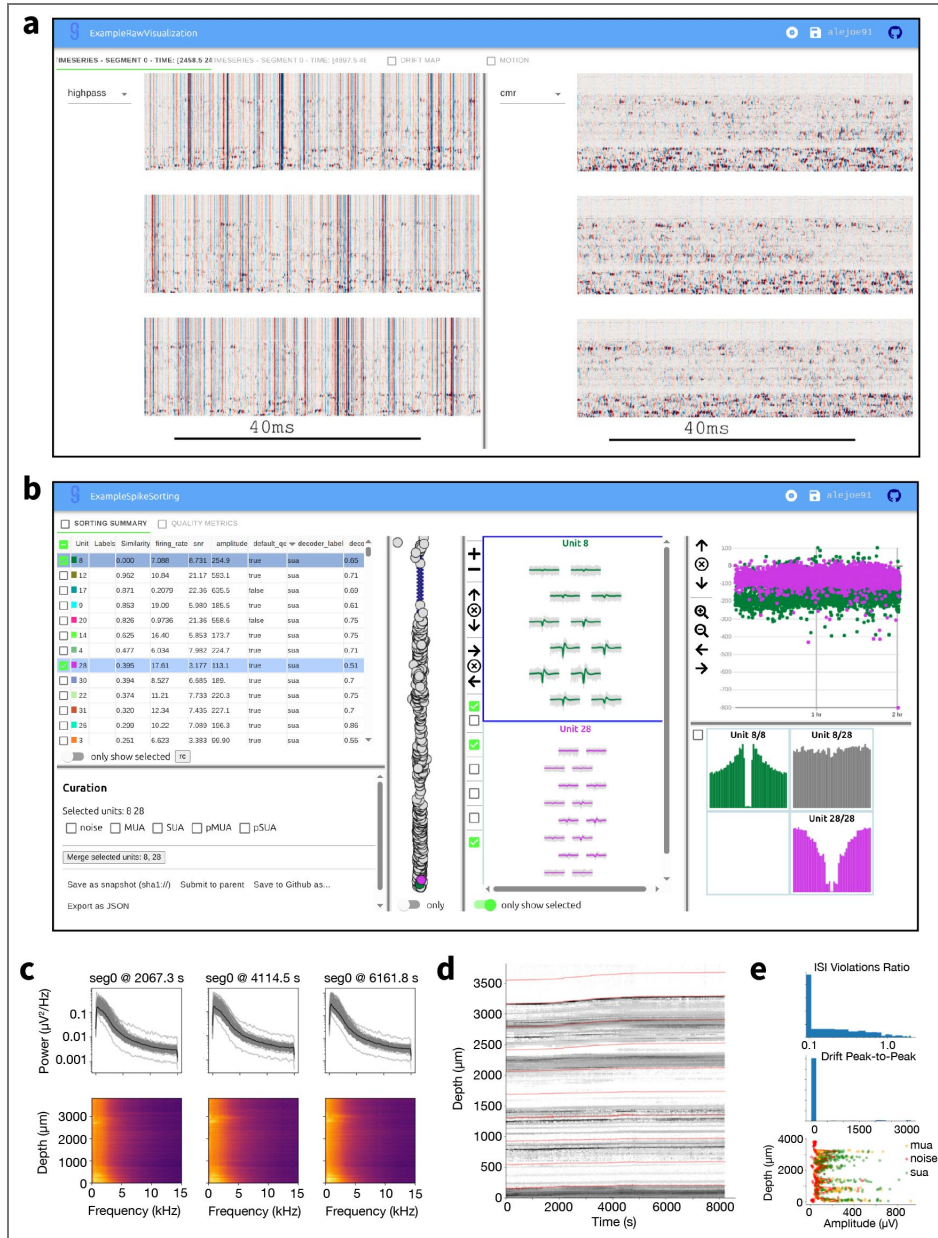 a
ExampleRawVisualization
alejoe91
TIMESERIES - SEGMENT 0 - TIME: [2458.5 24 TIMESERIES - SEGMENT 0 - TIME: [4897.5 4 DRIFT MAP MOTION
highpass cmr
40ms 40ms
b
ExampleSpikeSorting
alejoe91
SORTING SUMMARY QUALITY METRICS
Unit Labels Similarity firing_rate snr amplitude default_qc decoder_label deco
8 0.000 7.088 8.731 254.9 true sua 0.65
12 0.962 10.84 21.17 593.1 true sua 0.71
17 0.871 0.2079 22.36 635.5 false sua 0.69
9 0.853 19.09 5.980 185.5 true sua 0.61
20 0.826 0.9736 21.36 558.6 false sua 0.75
14 0.625 16.40 5.853 173.7 true sua 0.75
4 0.477 6.034 7.982 224.7 true sua 0.71
28 0.395 17.61 3.177 113.1 true sua 0.51
30 0.394 8.527 6.685 189. true sua 0.7
22 0.374 11.21 7.733 220.3 true sua 0.75
31 0.320 12.34 7.435 227.1 true sua 0.7
26 0.299 10.22 7.089 196.3 true sua 0.86
3 0.251 6.623 3.383 99.90 true sua 0.55
only show selected rc
Curation
Selected units: 8 28
noise MUA SUA pMUA pSUA
Merge selected units: 8, 28
Save as snapshot (sha1://) Submit to parent Save to Github as...
Export as JSON
only
Unit 8
Unit 28
only show selected
100
0
-100
-200
-300
-400
-500
-600
-700
-800
1 hr 2 hr
Unit 8/8 Unit 8/28
Unit 28/28
c
seg0 @ 2067.3 s seg0 @ 4114.5 s seg0 @ 6161.8 s
Power (µV²/Hz)
0.1
0.01
0.001
Depth (µm)
3000
2000
1000
0
0 5 10 15 0 5 10 15 0 5 10 15
Frequency (kHz) Frequency (kHz) Frequency (kHz)
d
Depth (µm)
3500
3000
2500
2000
1500
1000
500
0
0 2000 4000 6000 8000
Time (s)
e
ISI Violations Ratio
0.1 1.0
Drift Peak-to-Peak
0 1500 3000
Depth (µm)
4000
2000
0
mua
noise
sua
0 400 800
Amplitude (µV)